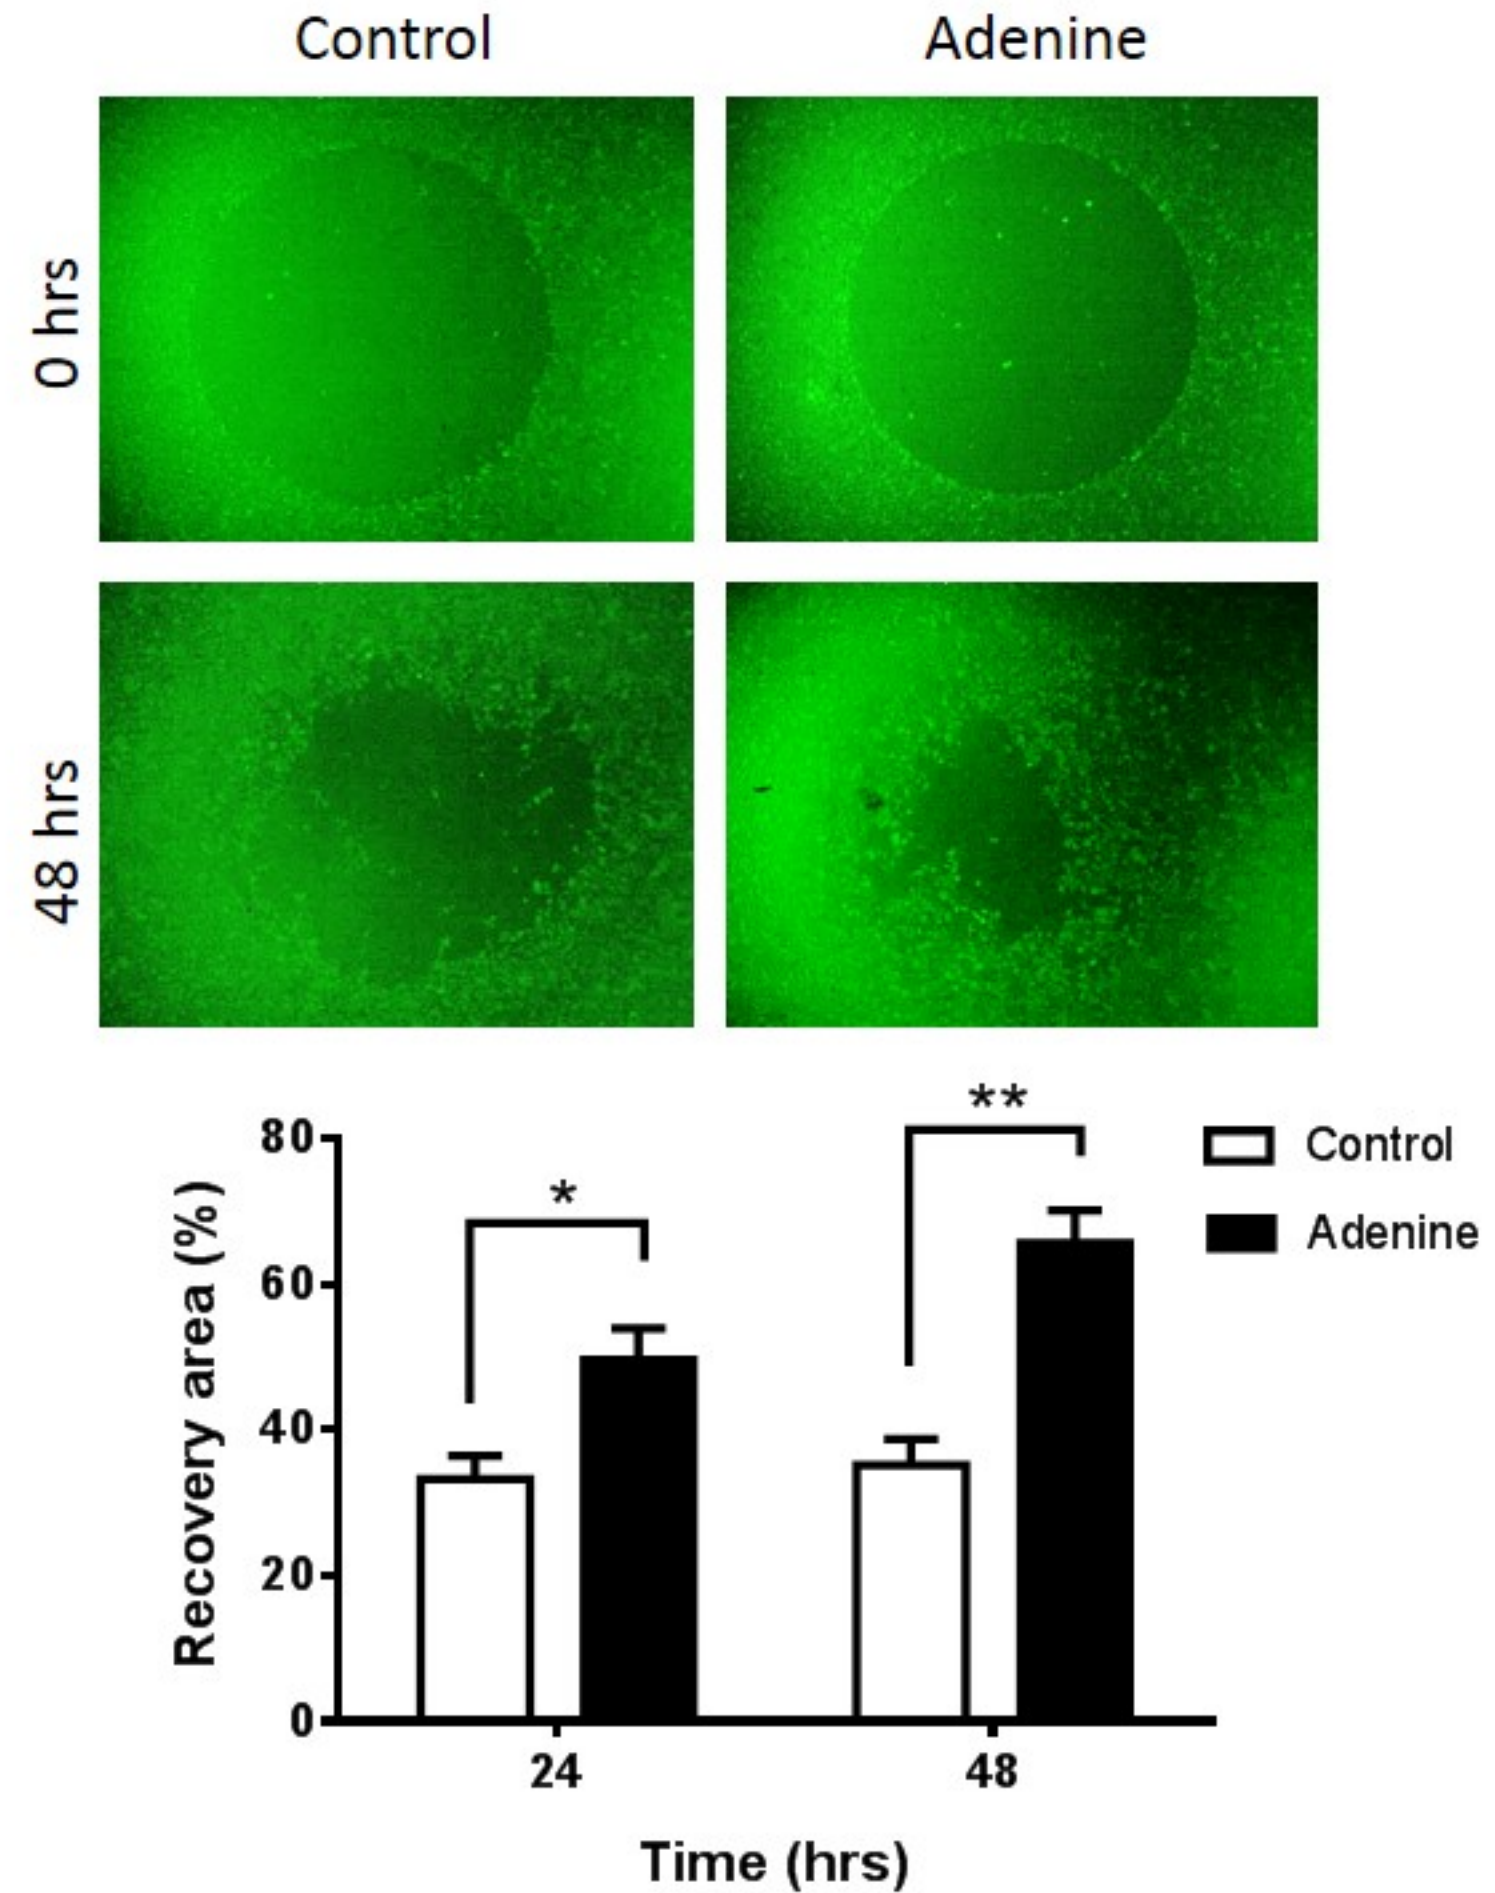 Control Adenine
0 hrs
48 hrs
**
80
Control
*
Adenine
60
40
20
0
Recovery area (%)
24 48
Time (hrs)